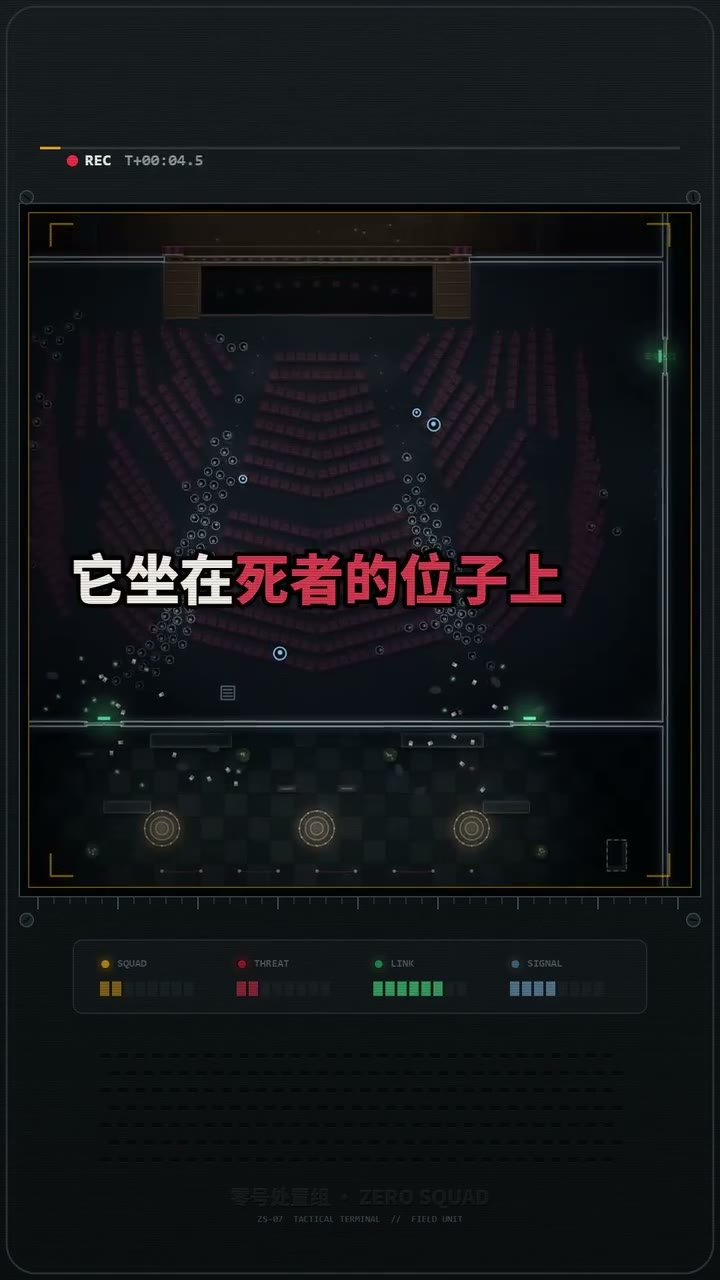 REC T+00:04.5
它坐在死者的位子上
SQUAD THREAT LINK SIGNAL
零号处置组 · ZERO SQUAD
ZS-07 TACTICAL TERMINAL // FIELD UNIT